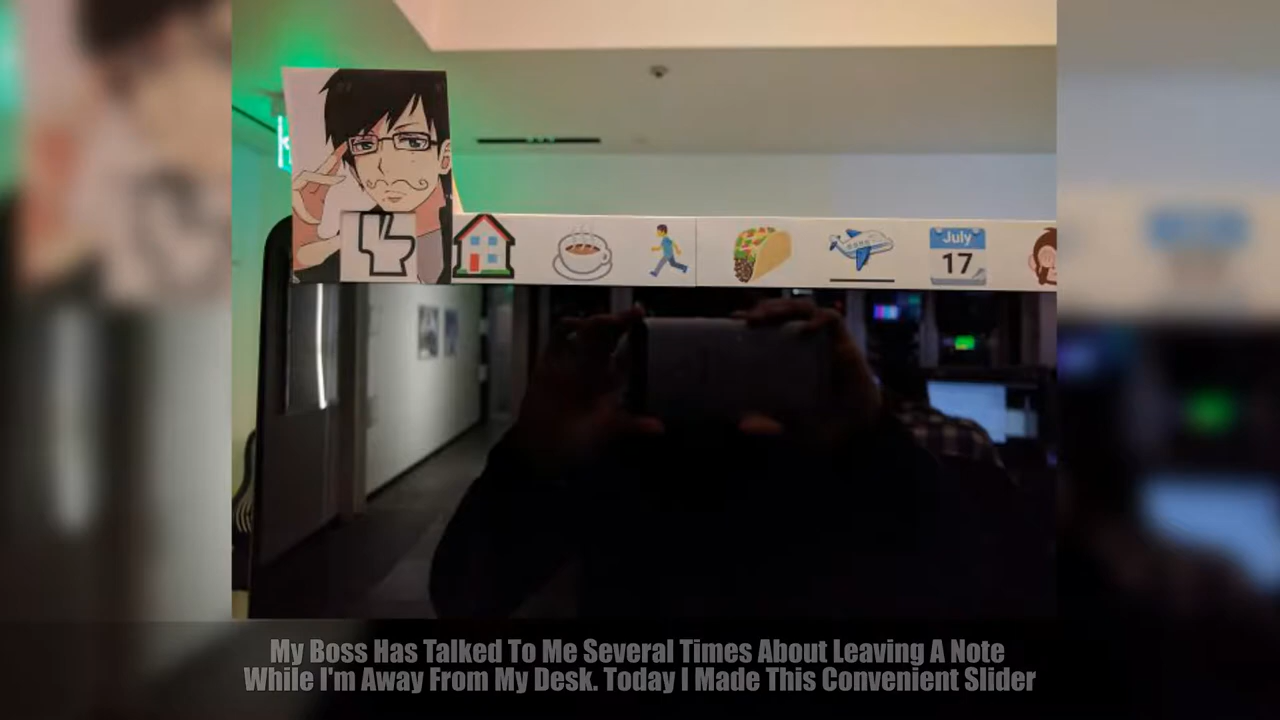 July
17
My Boss Has Talked To Me Several Times About Leaving A Note
While I'm Away From My Desk. Today I Made This Convenient Slider